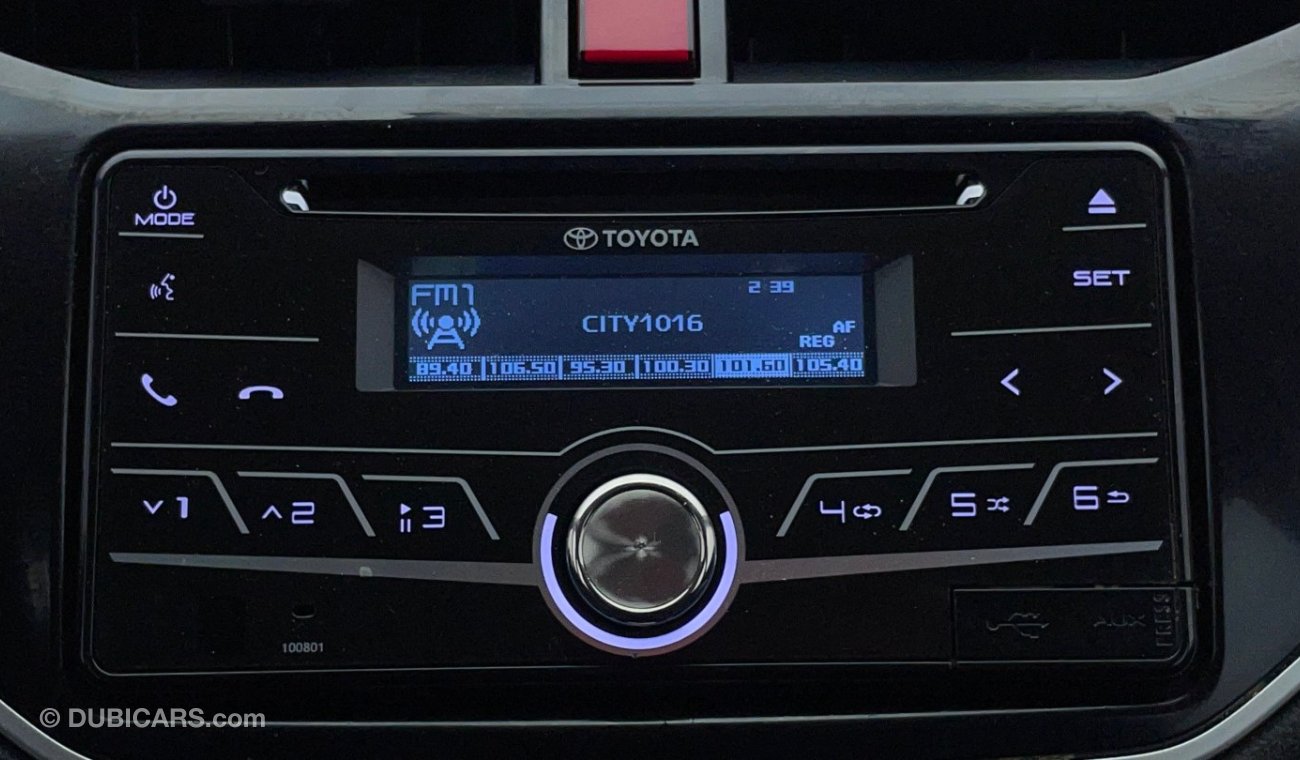 MODE
TOYOTA
SET
FM1
2:39
CITY1016
AF
REG
89.40 106.50 95.30 100.30 101.60 105.40
1 2 3 4 5 6
AUX
PRESS
100801
© DUBICARS.com